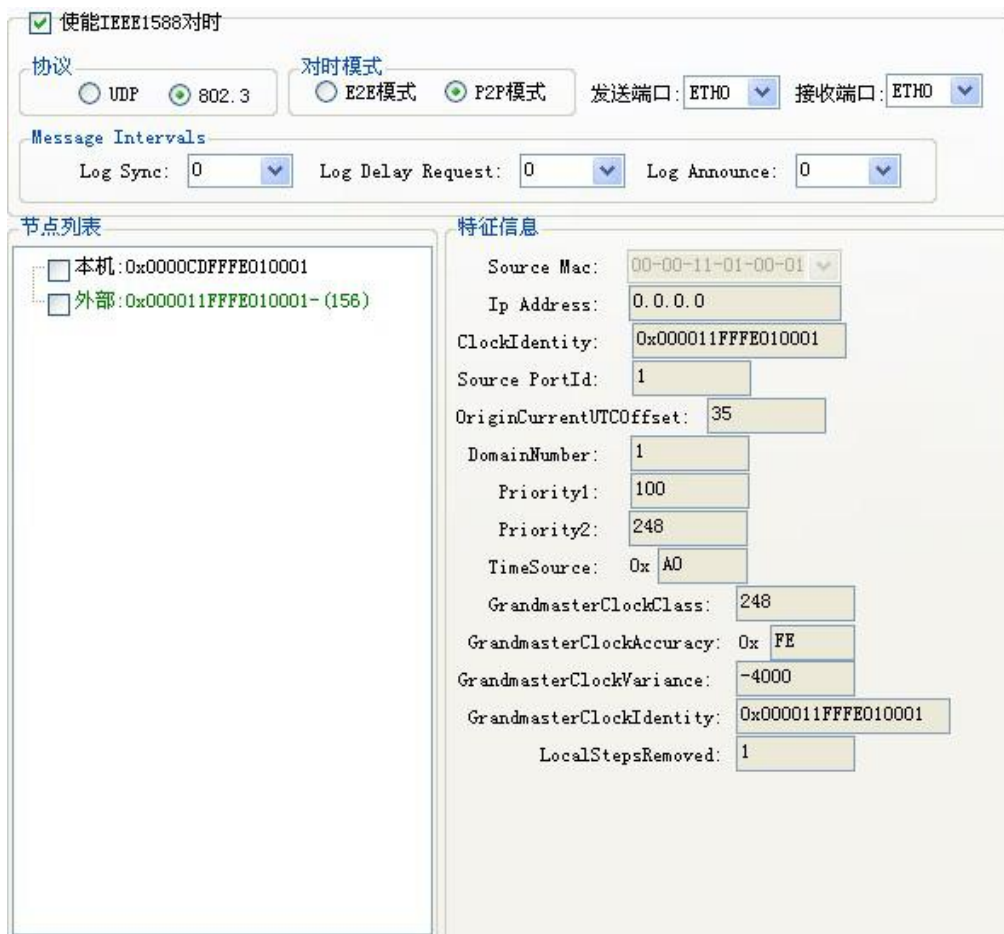 使能IEEE1588对时
协议
对时模式
UDP 802.3
E2E模式 P2P模式
发送端口: ETH0 接收端口: ETH0
Message Intervals
Log Sync: 0 Log Delay Request: 0 Log Announce: 0
节点列表
本机:0x0000CDFFFE010001
外部:0x000011FFFE010001-(156)
特征信息
Source Mac: 00-00-11-01-00-01
Ip Address: 0.0.0.0
ClockIdentity: 0x000011FFFE010001
Source PortId: 1
OriginCurrentUTCOffset: 35
DomainNumber: 1
Priority1: 100
Priority2: 248
TimeSource: 0x A0
GrandmasterClockClass: 248
GrandmasterClockAccuracy: 0x FE
GrandmasterClockVariance: -4000
GrandmasterClockIdentity: 0x000011FFFE010001
LocalStepsRemoved: 1